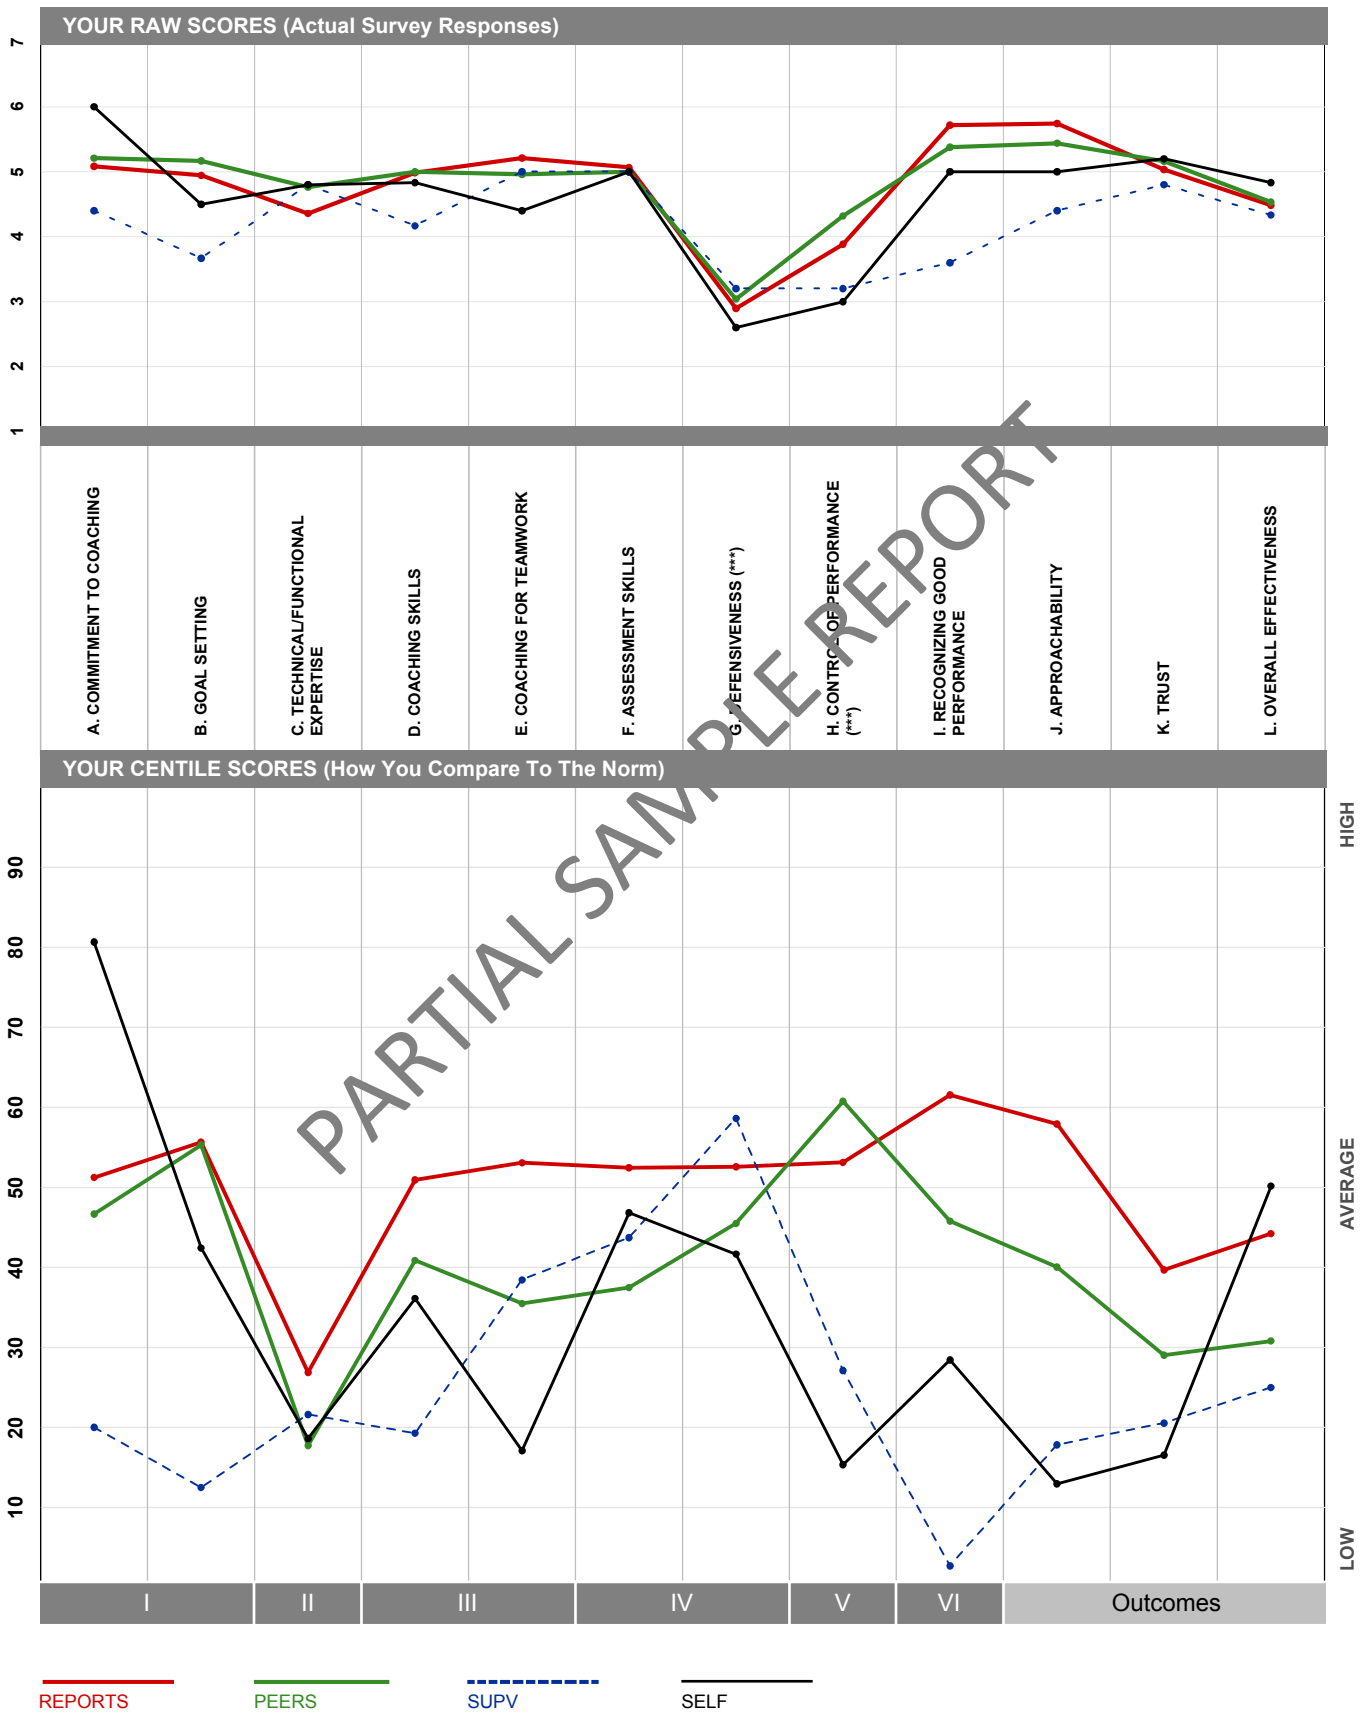 YOUR RAW SCORES (Actual Survey Responses)
7
6
5
4
3
2
1
A. COMMITMENT TO COACHING
B. GOAL SETTING
C. TECHNICAL/FUNCTIONAL
EXPERTISE
D. COACHING SKILLS
E. COACHING FOR TEAMWORK
F. ASSESSMENT SKILLS
G. DEFENSIVENESS (***)
H. CONTROL OF PERFORMANCE
(***)
I. RECOGNIZING GOOD
PERFORMANCE
J. APPROACHABILITY
K. TRUST
L. OVERALL EFFECTIVENESS
PARTIAL SAMPLE REPORT
YOUR CENTILE SCORES (How You Compare To The Norm)
HIGH
90
80
70
60
50
AVERAGE
40
30
20
10
LOW
I
II
III
IV
V
VI
Outcomes
REPORTS
PEERS
SUPV
SELF